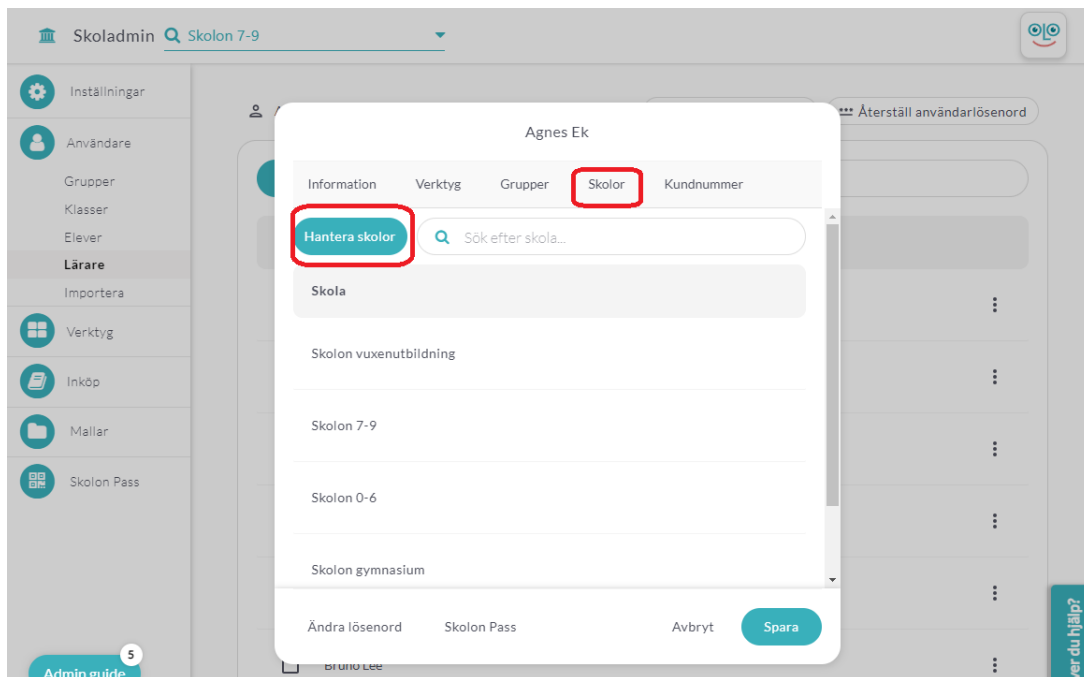 Skoladmin Skolon 7-9
Inställningar
Användare
Grupper
Klasser
Elever
Lärare
Importera
Verktyg
Inköp
Mallar
Skolon Pass
5
Admin guide
Återställ användarlösenord
Agnes Ek
Information Verktyg Grupper Skolor Kundnummer
Hantera skolor Sök efter skola...
Skola
Skolon vuxenutbildning
Skolon 7-9
Skolon 0-6
Skolon gymnasium
Ändra lösenord Skolon Pass Avbryt Spara
Bruno Lee
du hjälp?